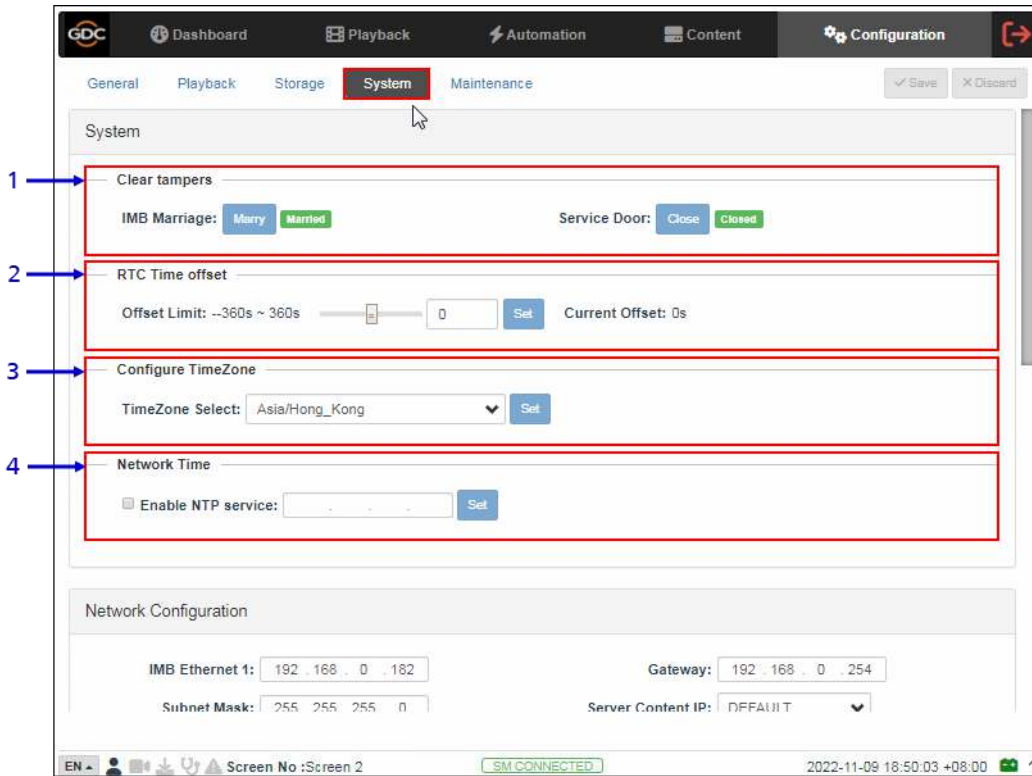 GDC Dashboard Playback Automation Content Configuration
General Playback Storage System Maintenance Save Discard
System
1
Clear tampers
IMB Marriage: Marry Married Service Door: Close Closed
2
RTC Time offset
Offset Limit: --360s ~ 360s 0 Set Current Offset: 0s
3
Configure TimeZone
TimeZone Select: Asia/Hong_Kong Set
4
Network Time
Enable NTP service: . . . Set
Network Configuration
IMB Ethernet 1: 192 . 168 . 0 . 182 Gateway: 192 . 168 . 0 . 254
Subnet Mask: 255 . 255 . 255 . 0 Server Content IP: DEFAULT
EN Screen No :Screen 2 SM CONNECTED 2022-11-09 18:50:03 +08:00